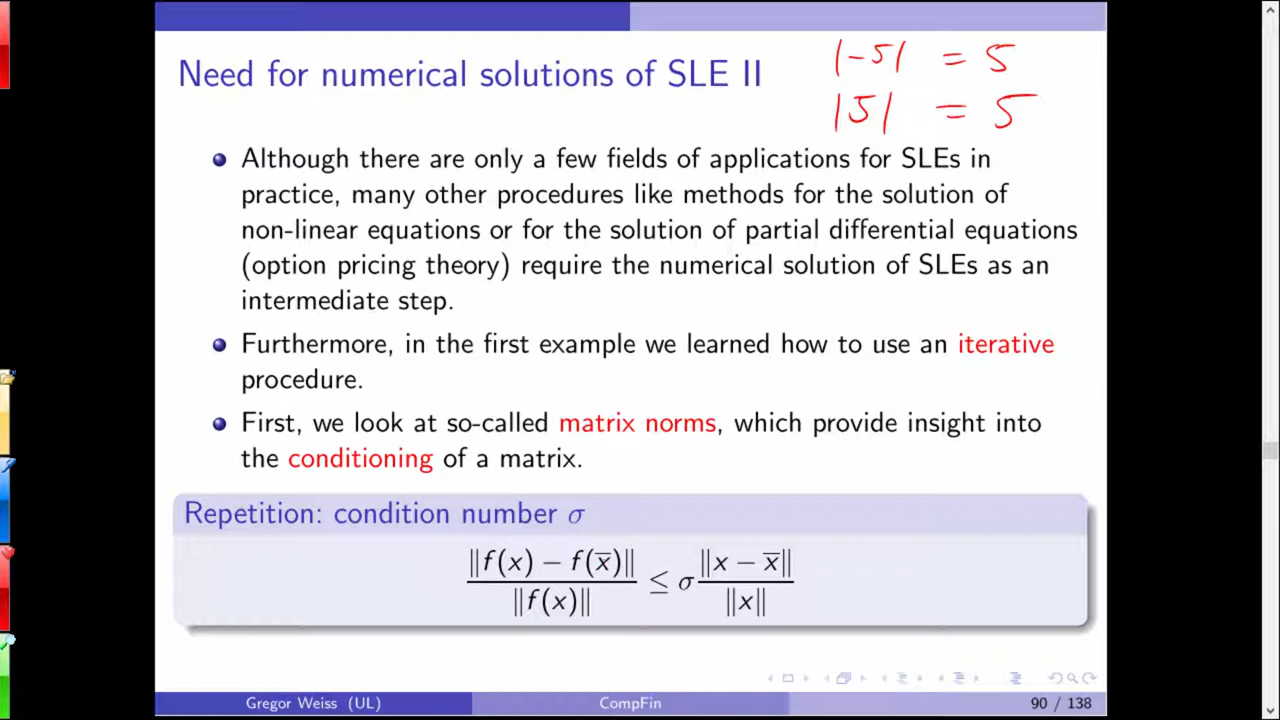 Need for numerical solutions of SLE II
|-5| = 5
|5| = 5
Although there are only a few fields of applications for SLEs in
practice, many other procedures like methods for the solution of
non-linear equations or for the solution of partial differential equations
(option pricing theory) require the numerical solution of SLEs as an
intermediate step.
Furthermore, in the first example we learned how to use an iterative
procedure.
First, we look at so-called matrix norms, which provide insight into
the conditioning of a matrix.
Repetition: condition number σ
‖f(x) − f(x̅)‖ / ‖f(x)‖ ≤ σ ‖x − x̅‖ / ‖x‖
Gregor Weiss (UL) CompFin 90 / 138